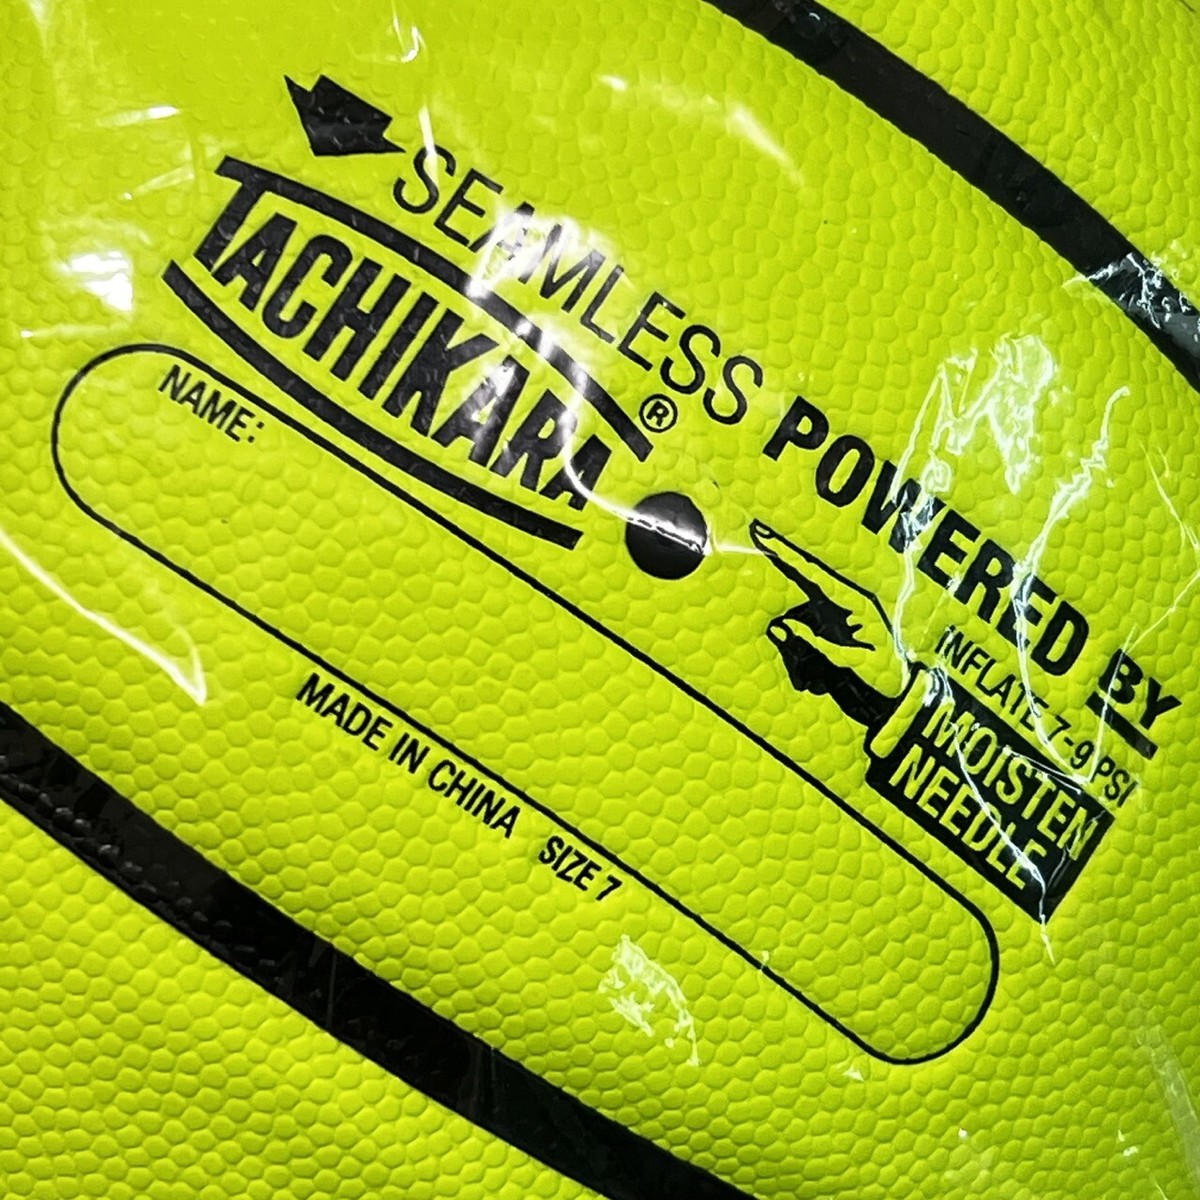 SEAMLESS POWERED BY
TACHIKARA®
NAME:
INFLATE 7-9 PSI
MOISTEN
NEEDLE
MADE IN CHINA SIZE 7